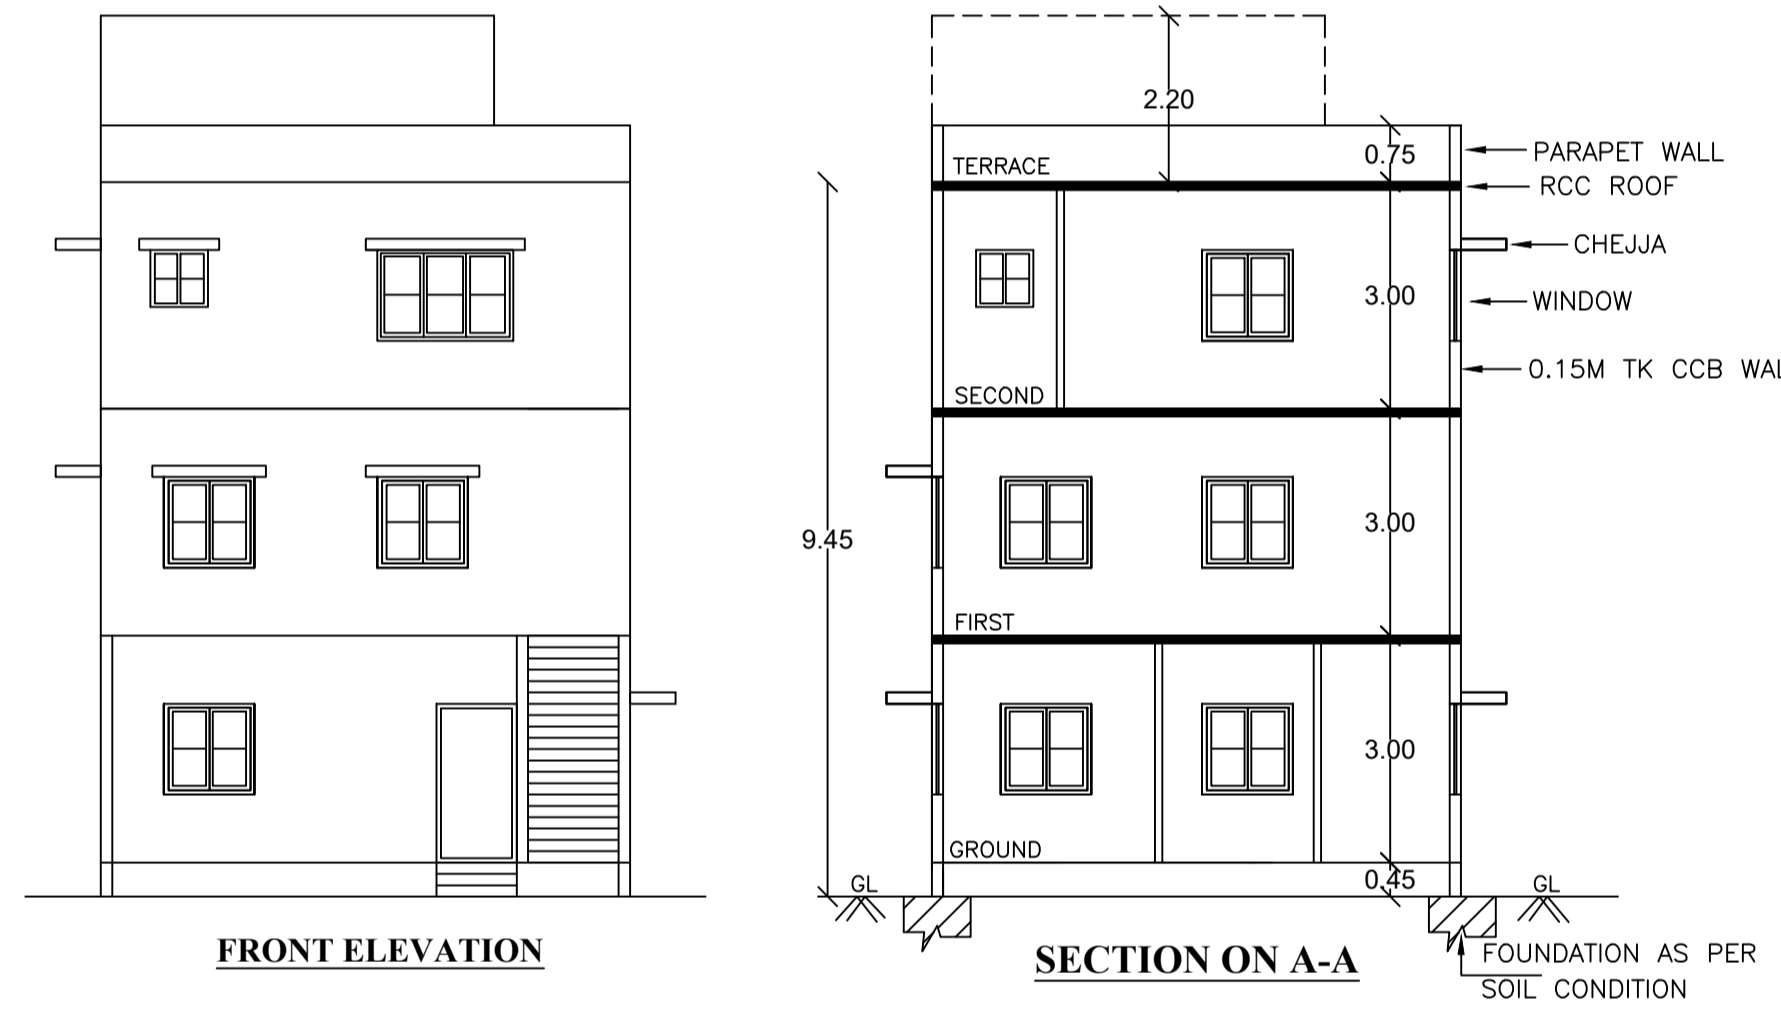 2.20
0.75
PARAPET WALL
TERRACE
RCC ROOF
CHEJJA
3.00
WINDOW
0.15M TK CCB
SECOND
3.00
9.45
FIRST
3.00
GROUND
0.45
GL
GL
FRONT ELEVATION
SECTION ON A-A
FOUNDATION AS PER
SOIL CONDITION